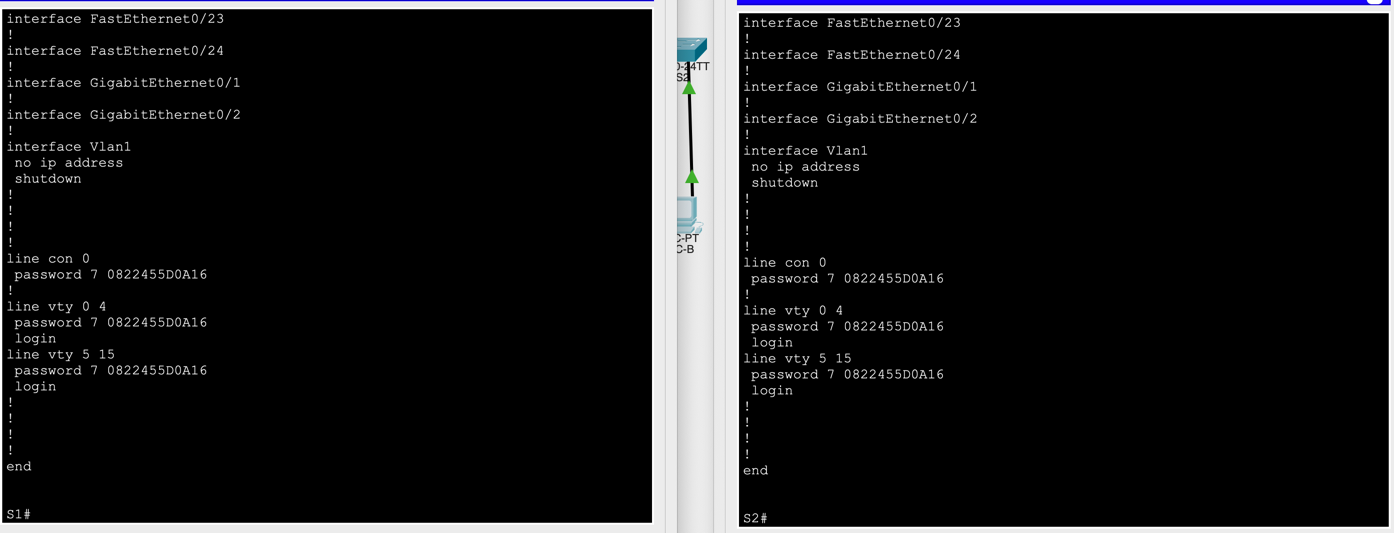 interface FastEthernet0/23
!
interface FastEthernet0/24
!
interface GigabitEthernet0/1
!
interface GigabitEthernet0/2
!
interface Vlan1
 no ip address
 shutdown
!
!
!
!
line con 0
 password 7 0822455D0A16
!
line vty 0 4
 password 7 0822455D0A16
 login
line vty 5 15
 password 7 0822455D0A16
 login
!
!
!
!
end
S1#
0-24TT
S2
C-PT
C-B
interface FastEthernet0/23
!
interface FastEthernet0/24
!
interface GigabitEthernet0/1
!
interface GigabitEthernet0/2
!
interface Vlan1
 no ip address
 shutdown
!
!
!
!
line con 0
 password 7 0822455D0A16
!
line vty 0 4
 password 7 0822455D0A16
 login
line vty 5 15
 password 7 0822455D0A16
 login
!
!
!
!
end
S2#